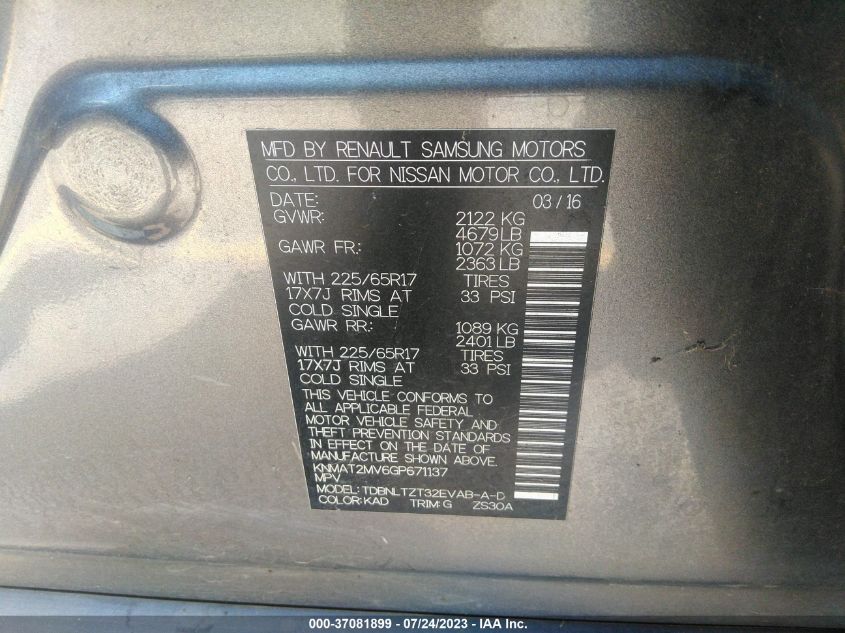 MFD BY RENAULT SAMSUNG MOTORS
CO., LTD. FOR NISSAN MOTOR CO., LTD.
DATE: 03/16
GVWR: 2122 KG
4679LB
GAWR FR: 1072 KG
2363 LB
WITH 225/65R17 TIRES
17X7J RIMS AT 33 PSI
COLD SINGLE
GAWR RR: 1089 KG
2401 LB
WITH 225/65R17 TIRES
17X7J RIMS AT 33 PSI
COLD SINGLE
THIS VEHICLE CONFORMS TO
ALL APPLICABLE FEDERAL
MOTOR VEHICLE SAFETY AND
THEFT PREVENTION STANDARDS
IN EFFECT ON THE DATE OF
MANUFACTURE SHOWN ABOVE.
KNMAT2MV6GP671137
MPV
MODEL: TDBNLTZT32EVAB-A-D
COLOR: KAD TRIM: G ZS30A
000-37081899 / 07/24/2023 - IAA Inc.